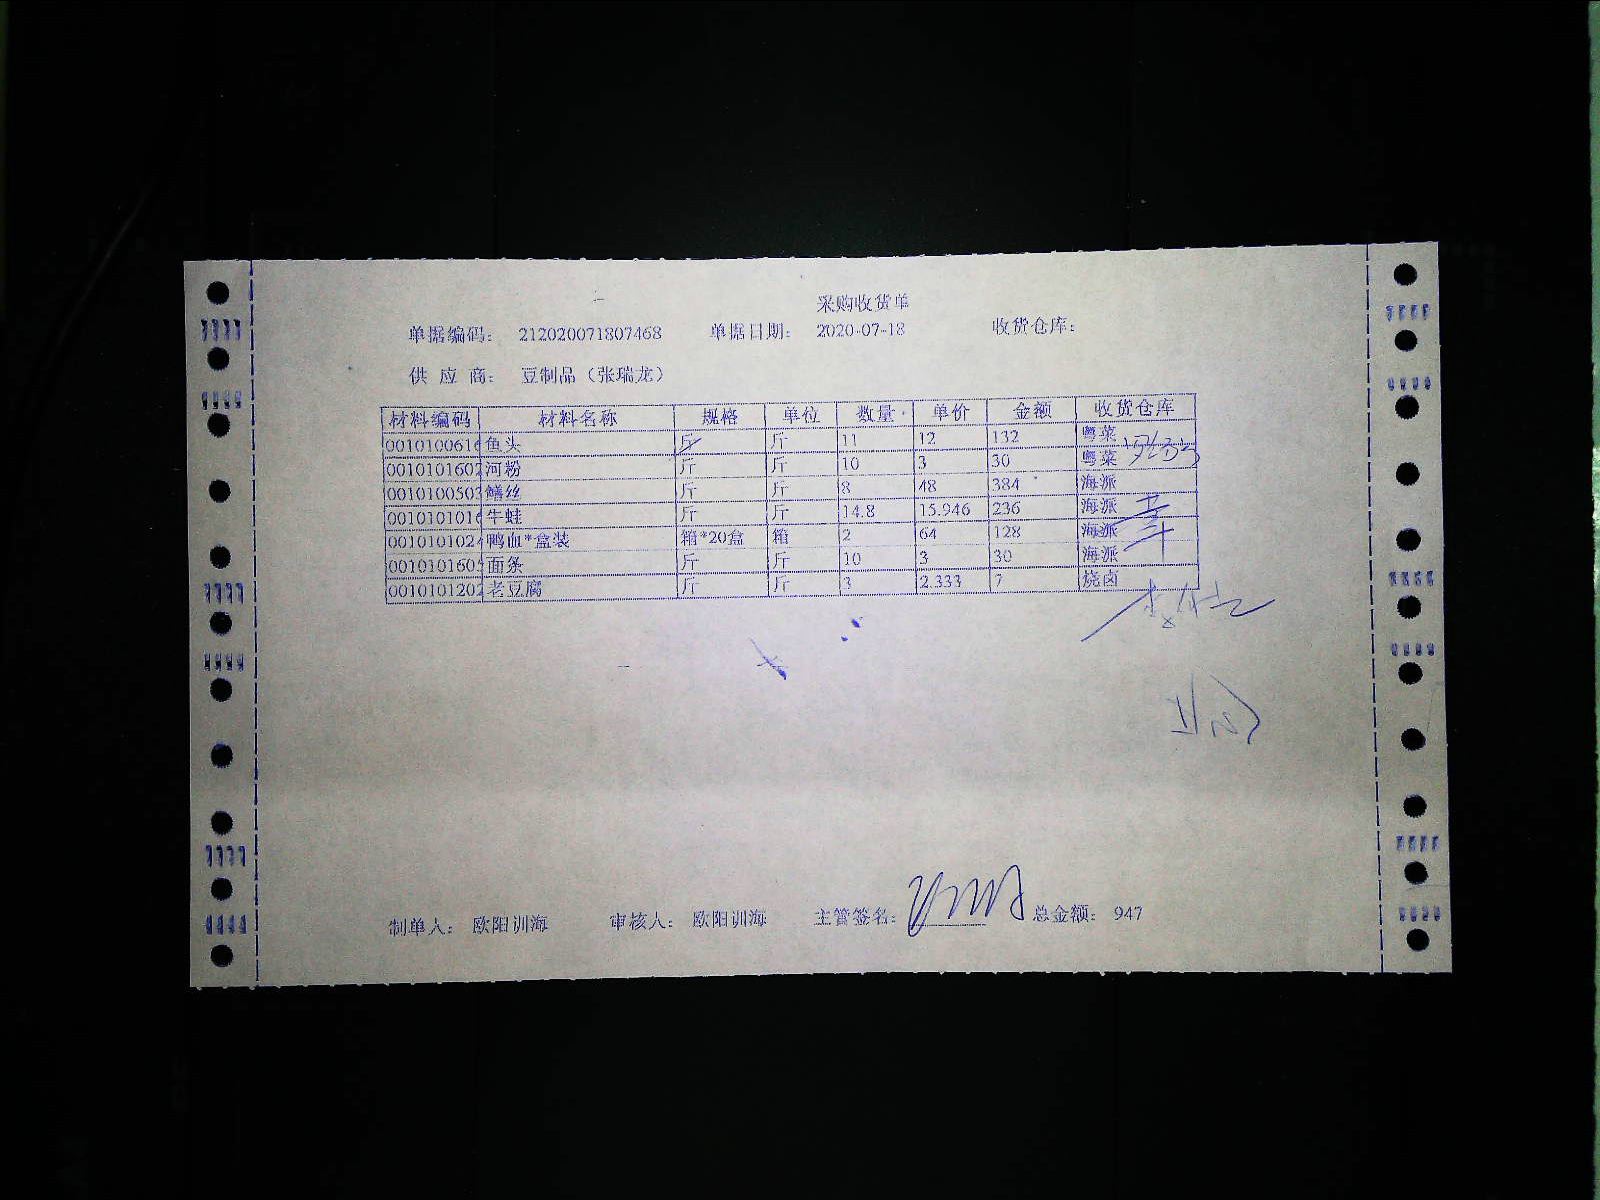 采购收货单
单据编码： 212020071807468 单据日期： 2020-07-18 收货仓库：
供 应 商： 豆制品（张瑞龙）
材料编码 材料名称 规格 单位 数量 单价 金额 收货仓库
001010061 鱼头 斤 斤 11 12 132 粤菜
001010160 河粉 斤 斤 10 3 30 粤菜
001010050 鳝丝 斤 斤 8 48 384 海派
001010101 牛蛙 斤 斤 14.8 15.946 236 海派
001010102 鸭血*盒装 箱*20盒 箱 2 64 128 海派
001010160 面条 斤 斤 10 3 30 海派
001010120 老豆腐 斤 斤 3 2.333 7 烧卤
制单人： 欧阳训海 审核人： 欧阳训海 主管签名： 总金额： 947